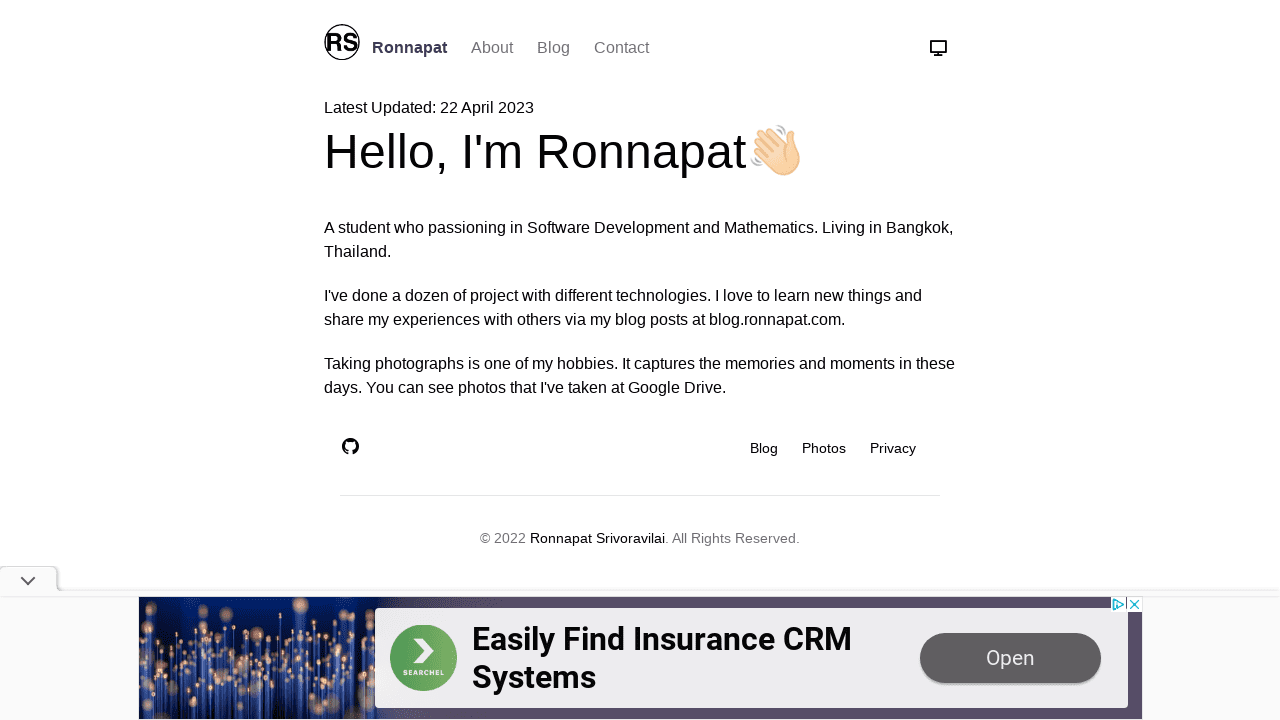 RS
Ronnapat
About
Blog
Contact
Latest Updated: 22 April 2023
Hello, I'm Ronnapat👋🏻
A student who passioning in Software Development and Mathematics. Living in Bangkok,
Thailand.
I've done a dozen of project with different technologies. I love to learn new things and
share my experiences with others via my blog posts at blog.ronnapat.com.
Taking photographs is one of my hobbies. It captures the memories and moments in these
days. You can see photos that I've taken at Google Drive.
Blog
Photos
Privacy
© 2022 Ronnapat Srivoravilai. All Rights Reserved.
SEARCHEL
Easily Find Insurance CRM
Systems
Open